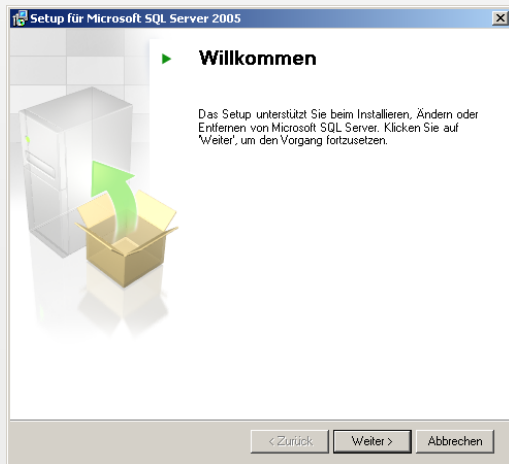 Setup für Microsoft SQL Server 2005
Willkommen
Das Setup unterstützt Sie beim Installieren, Ändern oder
Entfernen von Microsoft SQL Server. Klicken Sie auf
'Weiter', um den Vorgang fortzusetzen.
< Zurück
Weiter >
Abbrechen